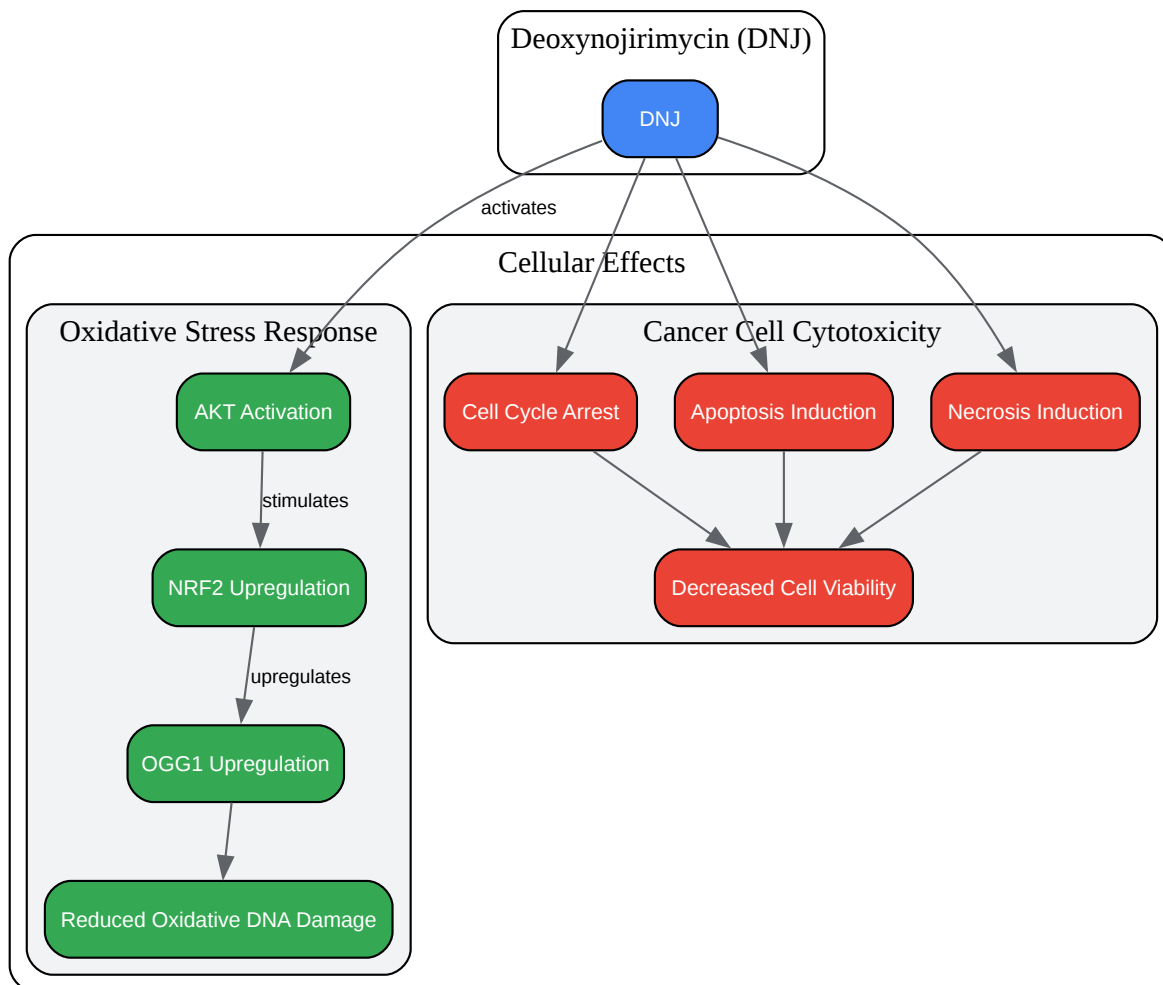 Deoxynojirimycin (DNJ)
DNJ
activates
Cellular Effects
Oxidative Stress Response
AKT Activation
stimulates
NRF2 Upregulation
upregulates
OGG1 Upregulation
Reduced Oxidative DNA Damage
Cancer Cell Cytotoxicity
Cell Cycle Arrest
Apoptosis Induction
Necrosis Induction
Decreased Cell Viability